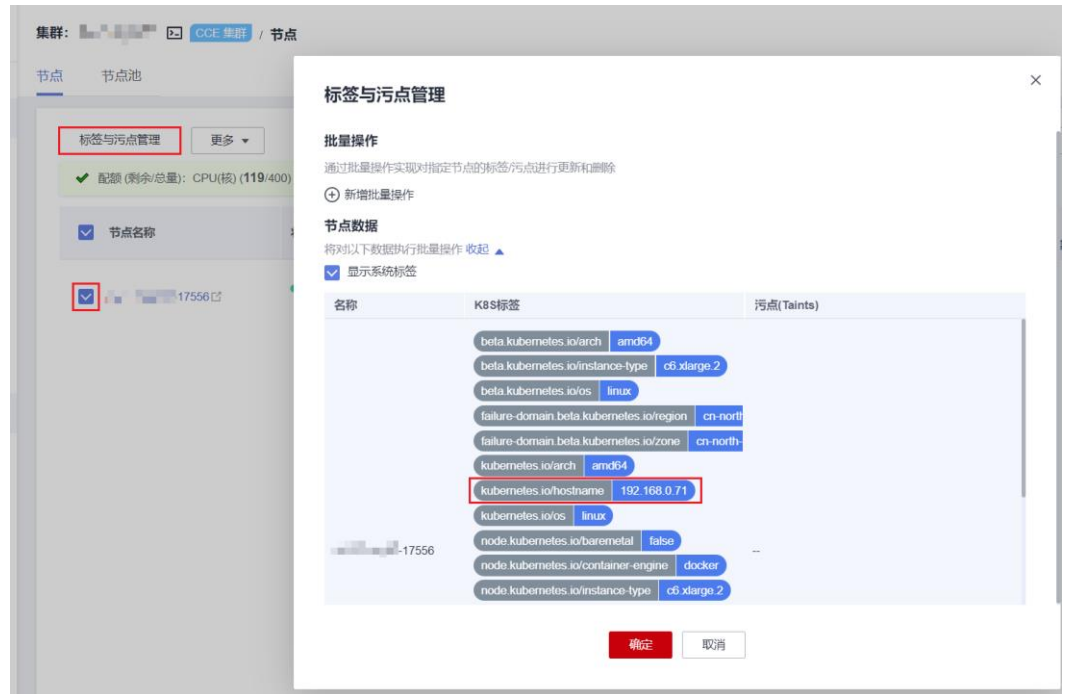 集群： CCE 集群 / 节点
节点 节点池
标签与污点管理 更多
配额 (剩余/总量)： CPU(核) (119/400)
节点名称
17556
标签与污点管理
批量操作
通过批量操作实现对指定节点的标签/污点进行更新和删除
新增批量操作
节点数据
将对以下数据执行批量操作 收起
显示系统标签
名称 K8S标签 污点(Taints)
beta.kubernetes.io/arch amd64
beta.kubernetes.io/instance-type c6.xlarge.2
beta.kubernetes.io/os linux
failure-domain.beta.kubernetes.io/region cn-north
failure-domain.beta.kubernetes.io/zone cn-north-
kubernetes.io/arch amd64
kubernetes.io/hostname 192.168.0.71
kubernetes.io/os linux
node.kubernetes.io/baremetal false
-17556 --
node.kubernetes.io/container-engine docker
node.kubernetes.io/instance-type c6.xlarge.2
确定 取消